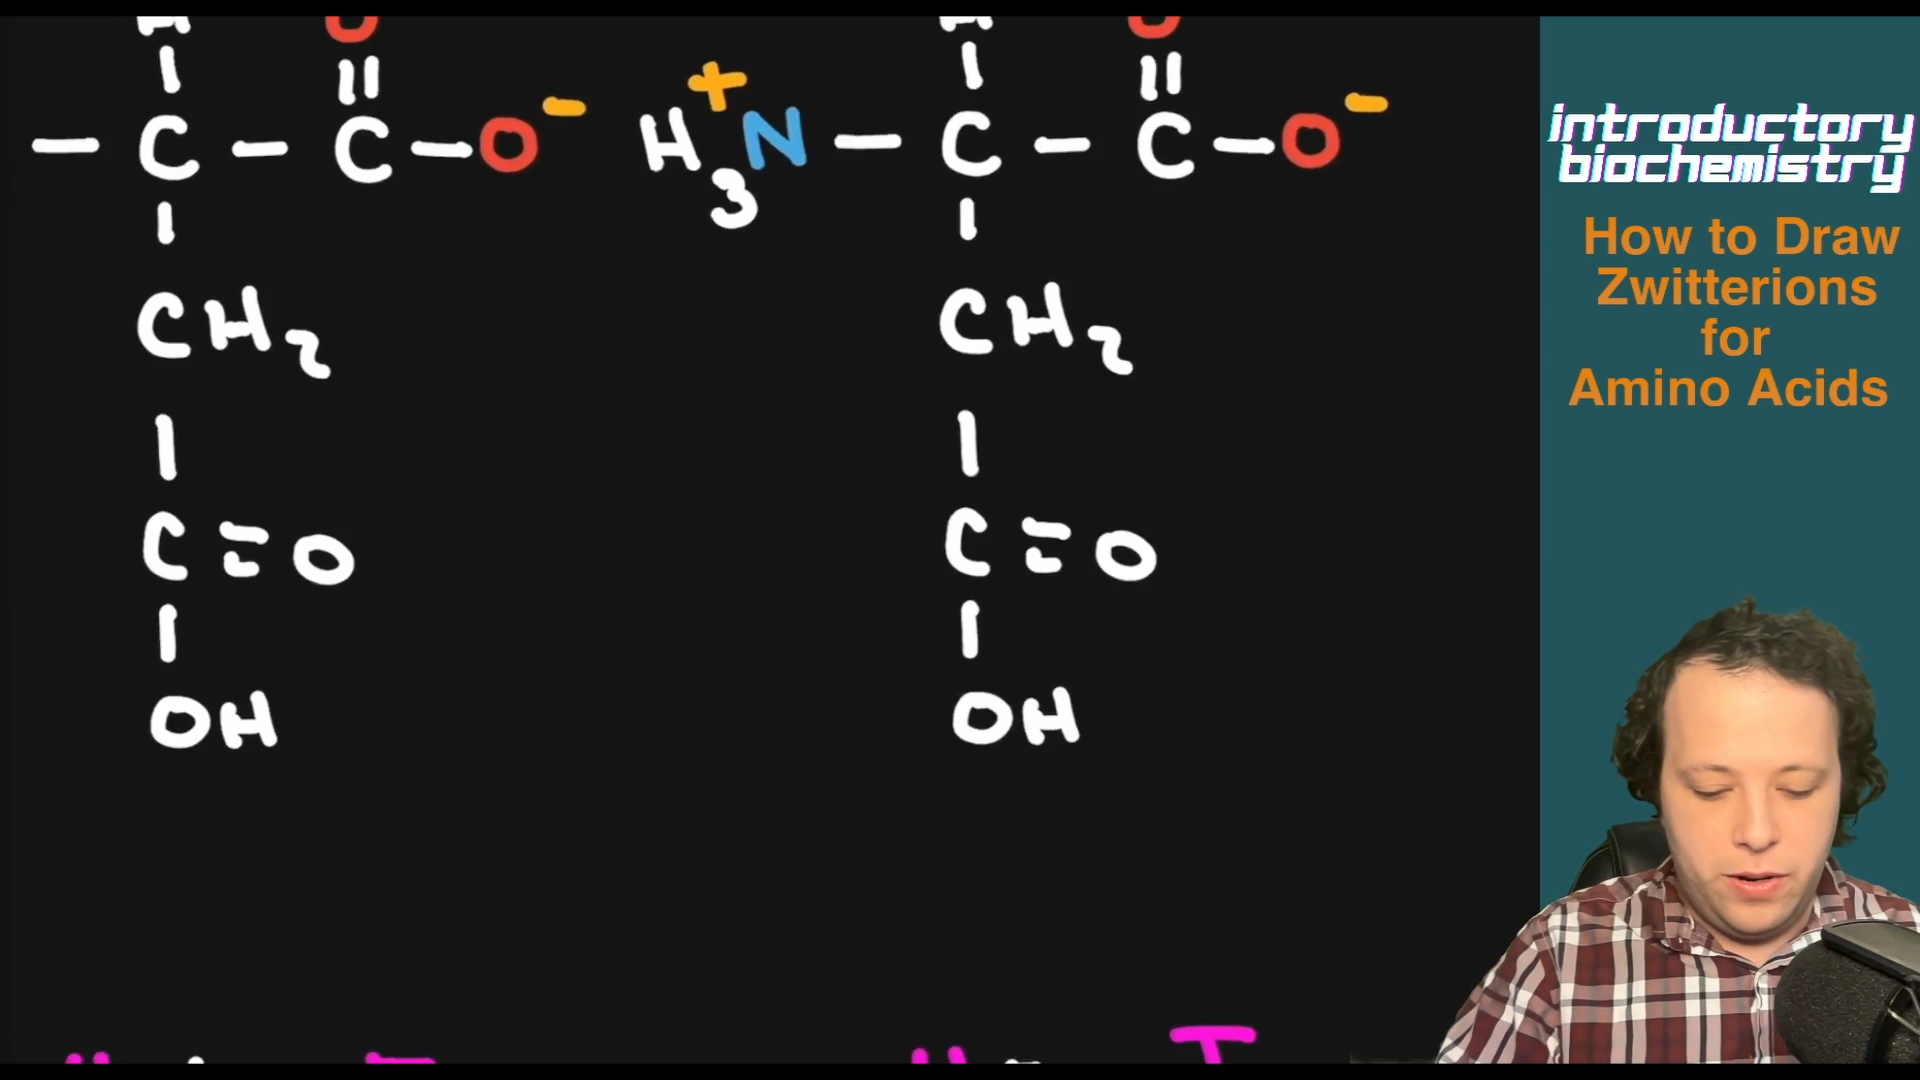 H O H O
— C — C — O⁻ H₃N⁺ — C — C — O⁻
CH₂ CH₂
C = O C = O
OH OH
introductory
biochemistry
How to Draw
Zwitterions
for
Amino Acids